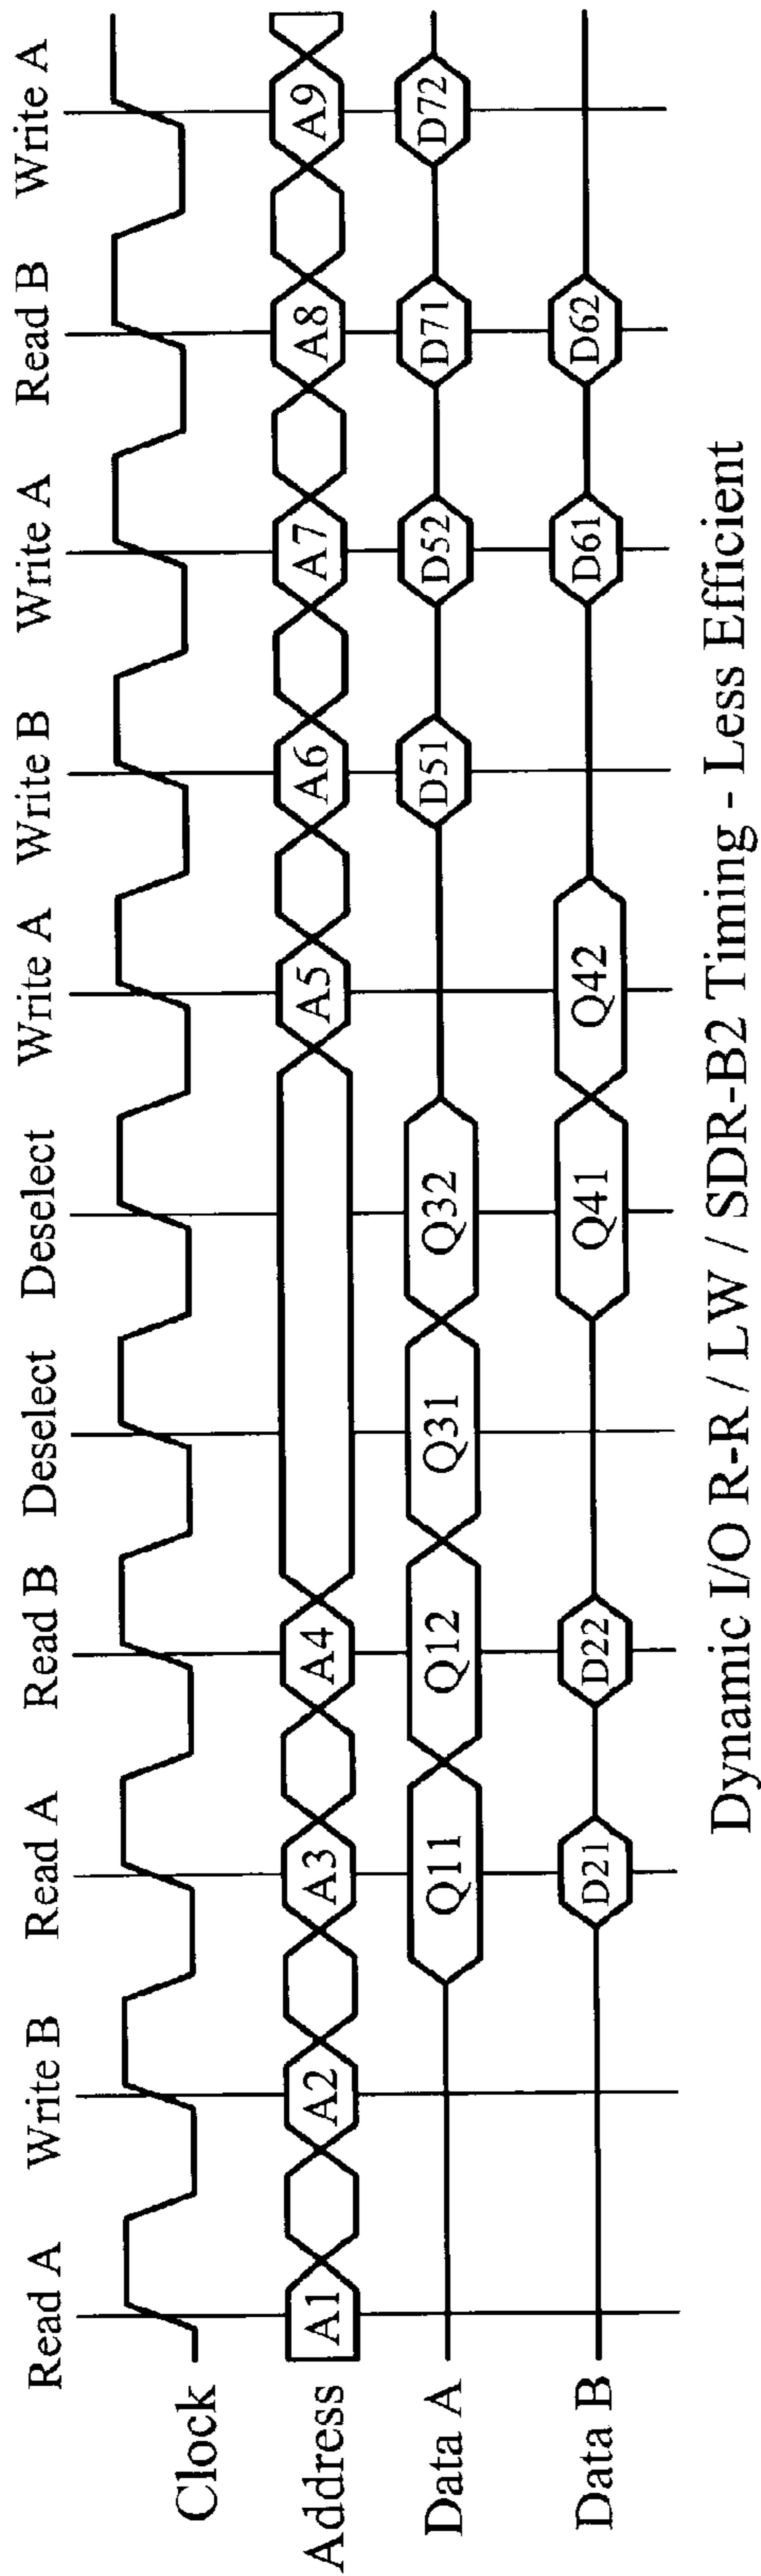 Read A Write B Read A Read B Deselect Deselect Write A Write B Write A Read B Write A
Clock
Address A1 A2 A3 A4 A5 A6 A7 A8 A9
Data A Q11 Q12 Q31 Q32 D51 D52 D71 D72
Data B D21 D22 Q41 Q42 D61 D62
Dynamic I/O R-R / LW / SDR-B2 Timing - Less Efficient